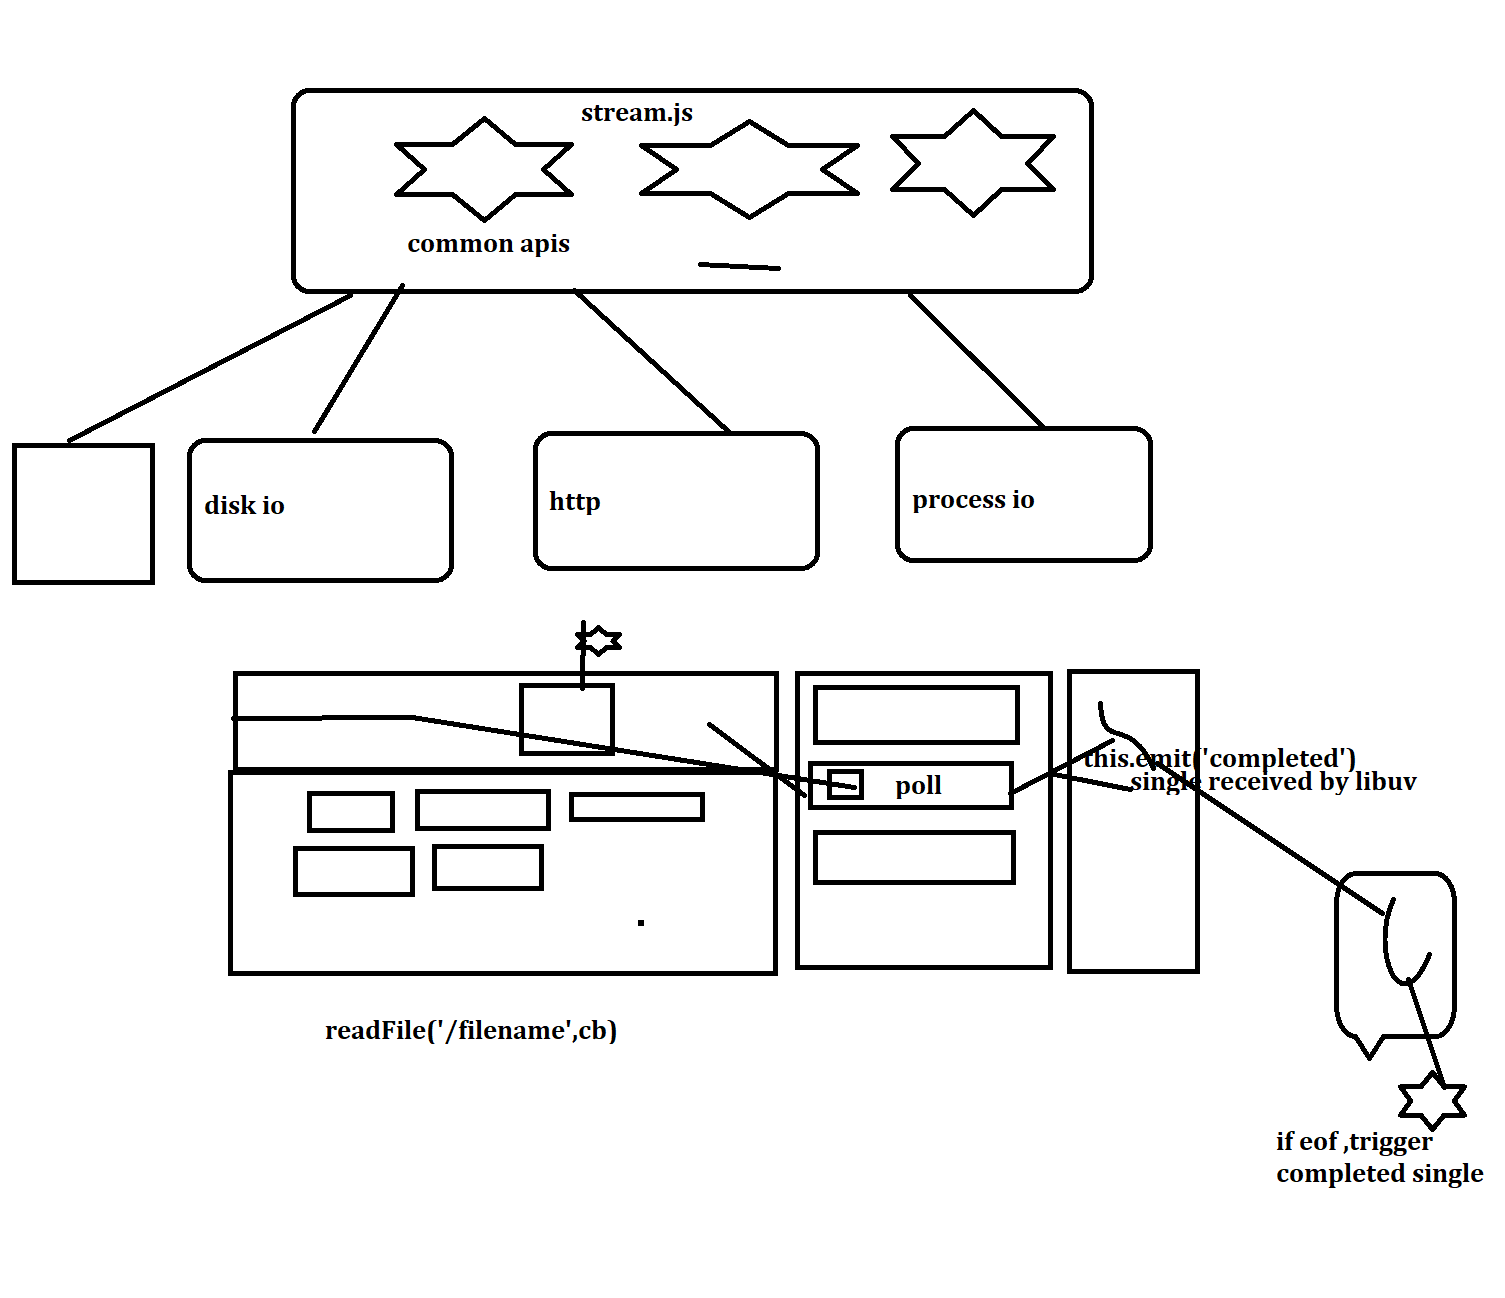 stream.js
common apis
disk io
http
process io
this.emit('completed')
poll
single received by libuv
readFile('/filename',cb)
if eof ,trigger
completed single